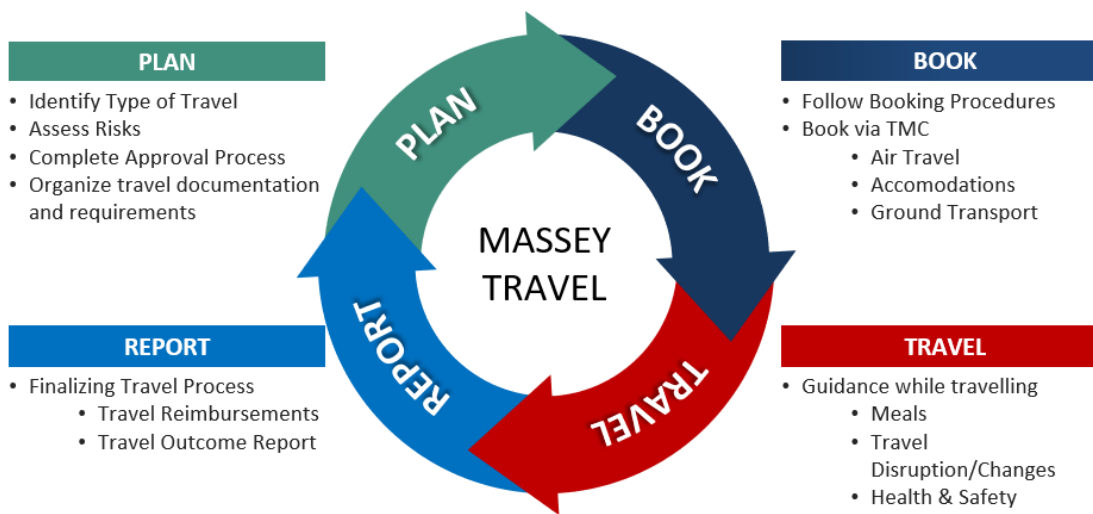 PLAN
• Identify Type of Travel
• Assess Risks
• Complete Approval Process
• Organize travel documentation
and requirements
BOOK
• Follow Booking Procedures
• Book via TMC
• Air Travel
• Accomodations
• Ground Transport
PLAN
BOOK
TRAVEL
REPORT
MASSEY
TRAVEL
REPORT
• Finalizing Travel Process
• Travel Reimbursements
• Travel Outcome Report
TRAVEL
• Guidance while travelling
• Meals
• Travel
Disruption/Changes
• Health & Safety